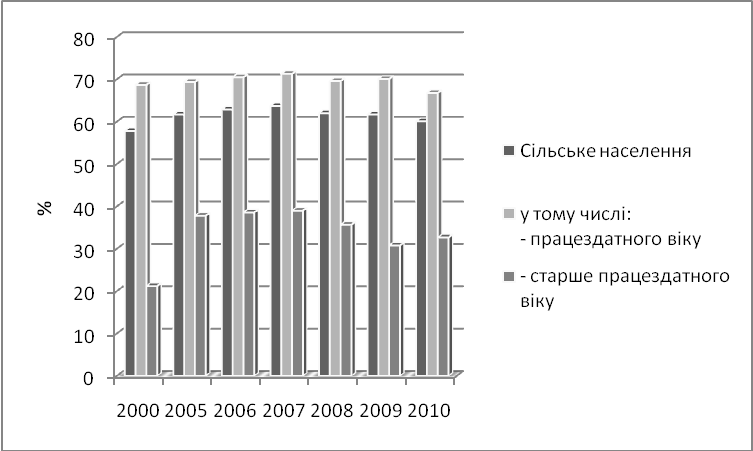 80
70
60
50
40
30
20
10
0
%
2000 2005 2006 2007 2008 2009 2010
Сільське населення
у тому числі:
- працездатного віку
- старше працездатного
віку